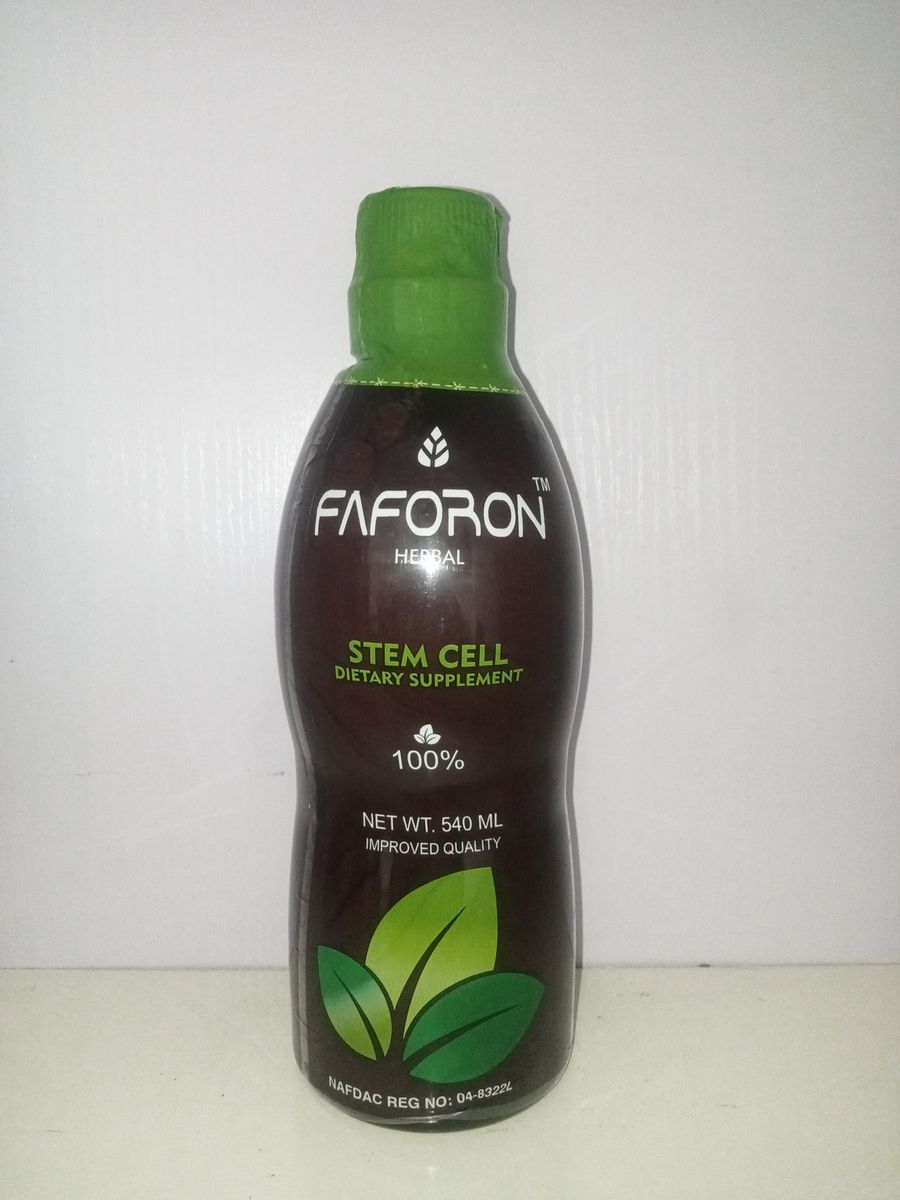 FAFORON™
HERBAL
STEM CELL
DIETARY SUPPLEMENT
100%
NET WT. 540 ML
IMPROVED QUALITY
NAFDAC REG NO: 04-8322L